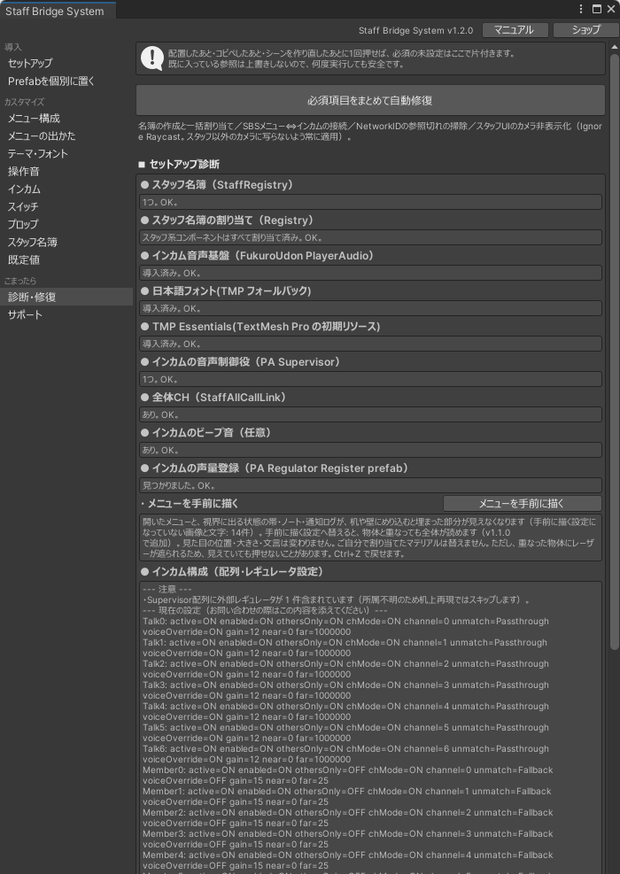 Staff Bridge System
Staff Bridge System v1.2.0
マニュアル
ショップ
導入
セットアップ
Prefabを個別に置く
カスタマイズ
メニュー構成
メニューの出かた
テーマ・フォント
操作音
インカム
スイッチ
プロップ
スタッフ名簿
既定値
こまったら
診断・修復
サポート
配置したあと・コピペしたあと・シーンを作り直したあとに1回押せば、必須の未設定はここで片付きます。
既に入っている参照は上書きしないので、何度実行しても安全です。
必須項目をまとめて自動修復
名簿の作成と一括割り当て／SBSメニュー⇔インカムの接続／NetworkIDの参照切れの掃除／スタッフUIのカメラ非表示化（Ignor
e Raycast。スタッフ以外のカメラに写らないよう常に適用）。
■ セットアップ診断
● スタッフ名簿（StaffRegistry）
1つ。OK。
● スタッフ名簿の割り当て（Registry）
スタッフ系コンポーネントはすべて割り当て済み。OK。
● インカム音声基盤（FukuroUdon PlayerAudio）
導入済み。OK。
● 日本語フォント(TMP フォールバック)
導入済み。OK。
● TMP Essentials(TextMesh Pro の初期リソース)
導入済み。OK。
● インカムの音声制御役（PA Supervisor）
1つ。OK。
● 全体CH（StaffAllCallLink）
あり。OK。
● インカムのビープ音（任意）
あり。OK。
● インカムの声量登録（PA Regulator Register prefab）
見つかりました。OK。
・メニューを手前に描く
メニューを手前に描く
開いたメニューと、視界に出る状態の帯・ノート・通知ログが、机や壁にめり込むと埋まった部分が見えなくなります（手前に描く設定に
なっていない画像と文字: 14件）。手前に描く設定へ替えると、物体と重なっても全体が読めます（v1.1.0
で追加）。見た目の位置・大きさ・文言は変わりません。ご自分で割り当てたマテリアルは替えません。ただし、重なった物体にレーザ
ーが遮られるため、見えていても押せないことがあります。Ctrl+Z で戻せます。
● インカム構成（配列・レギュレータ設定）
--- 注意 ---
・Supervisor配列に外部レギュレータが 1 件含まれています（所属不明のため机上再現ではスキップします）。
--- 現在の設定（お問い合わせの際はこの内容を添えてください）---
Talk0: active=ON enabled=ON othersOnly=ON chMode=ON channel=0 unmatch=Passthrough
voiceOverride=ON gain=12 near=0 far=1000000
Talk1: active=ON enabled=ON othersOnly=ON chMode=ON channel=1 unmatch=Passthrough
voiceOverride=ON gain=12 near=0 far=1000000
Talk2: active=ON enabled=ON othersOnly=ON chMode=ON channel=2 unmatch=Passthrough
voiceOverride=ON gain=12 near=0 far=1000000
Talk3: active=ON enabled=ON othersOnly=ON chMode=ON channel=3 unmatch=Passthrough
voiceOverride=ON gain=12 near=0 far=1000000
Talk4: active=ON enabled=ON othersOnly=ON chMode=ON channel=4 unmatch=Passthrough
voiceOverride=ON gain=12 near=0 far=1000000
Talk5: active=ON enabled=ON othersOnly=ON chMode=ON channel=5 unmatch=Passthrough
voiceOverride=ON gain=12 near=0 far=1000000
Talk6: active=ON enabled=ON othersOnly=ON chMode=ON channel=6 unmatch=Passthrough
voiceOverride=ON gain=12 near=0 far=1000000
Member0: active=ON enabled=ON othersOnly=OFF chMode=ON channel=0 unmatch=Fallback
voiceOverride=OFF gain=15 near=0 far=25
Member1: active=ON enabled=ON othersOnly=OFF chMode=ON channel=1 unmatch=Fallback
voiceOverride=OFF gain=15 near=0 far=25
Member2: active=ON enabled=ON othersOnly=OFF chMode=ON channel=2 unmatch=Fallback
voiceOverride=OFF gain=15 near=0 far=25
Member3: active=ON enabled=ON othersOnly=OFF chMode=ON channel=3 unmatch=Fallback
voiceOverride=OFF gain=15 near=0 far=25
Member4: active=ON enabled=ON othersOnly=OFF chMode=ON channel=4 unmatch=Fallback
voiceOverride=OFF gain=15 near=0 far=25